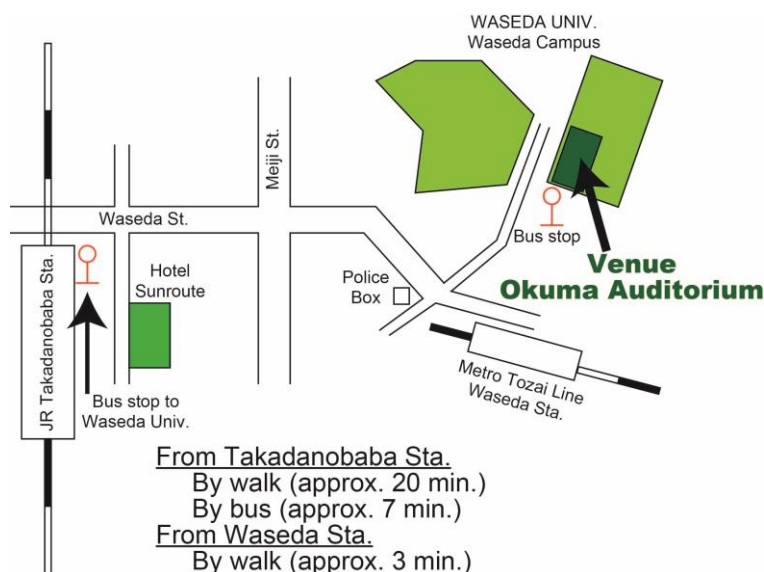 WASEDA UNIV.
Waseda Campus
Meiji St.
Waseda St.
Bus stop
Venue
Okuma Auditorium
JR Takadanobaba Sta.
Hotel
Sunroute
Police
Box
Metro Tozai Line
Waseda Sta.
Bus stop to
Waseda Univ.
From Takadanobaba Sta.
By walk (approx. 20 min.)
By bus (approx. 7 min.)
From Waseda Sta.
By walk (approx. 3 min.)